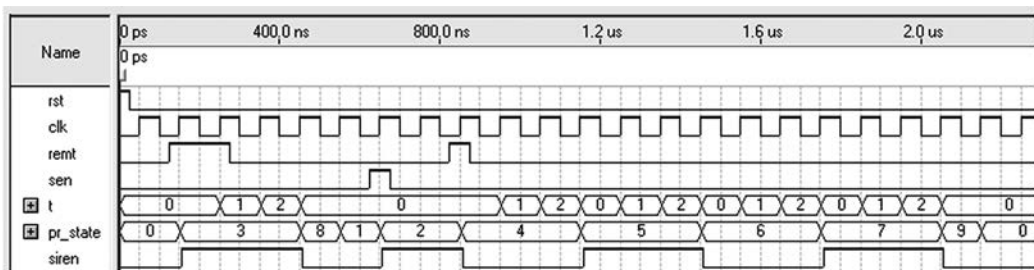 Name
0 ps 400,0 ns 800,0 ns 1.2 us 1.6 us 2.0 us
0 ps
rst
clk
remt
sen
t 0 1 2 0 1 2 0 1 2 0 1 2 0 1 2 0
pr_state 0 3 8 1 2 4 5 6 7 9 0
siren